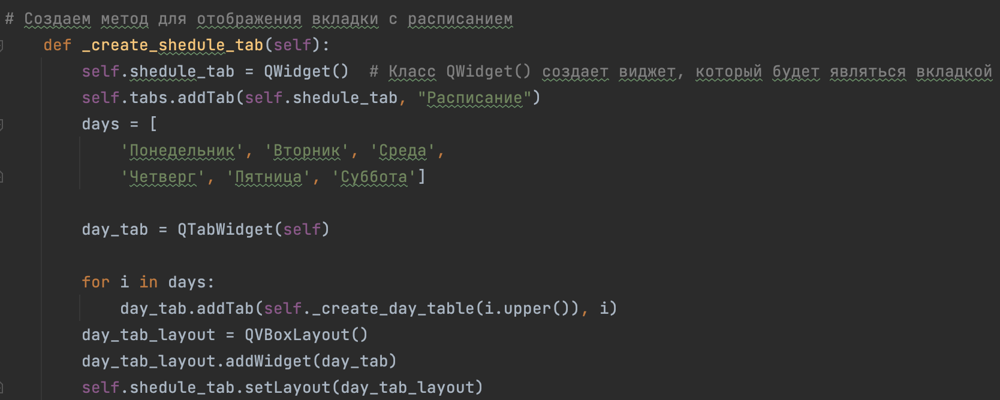 # Создаем метод для отображения вкладки с расписанием
def _create_shedule_tab(self):
self.shedule_tab = QWidget()  # Класс QWidget() создает виджет, который будет являться вкладкой
self.tabs.addTab(self.shedule_tab, "Расписание")
days = [
'Понедельник', 'Вторник', 'Среда',
'Четверг', 'Пятница', 'Суббота']
day_tab = QTabWidget(self)
for i in days:
day_tab.addTab(self._create_day_table(i.upper()), i)
day_tab_layout = QVBoxLayout()
day_tab_layout.addWidget(day_tab)
self.shedule_tab.setLayout(day_tab_layout)